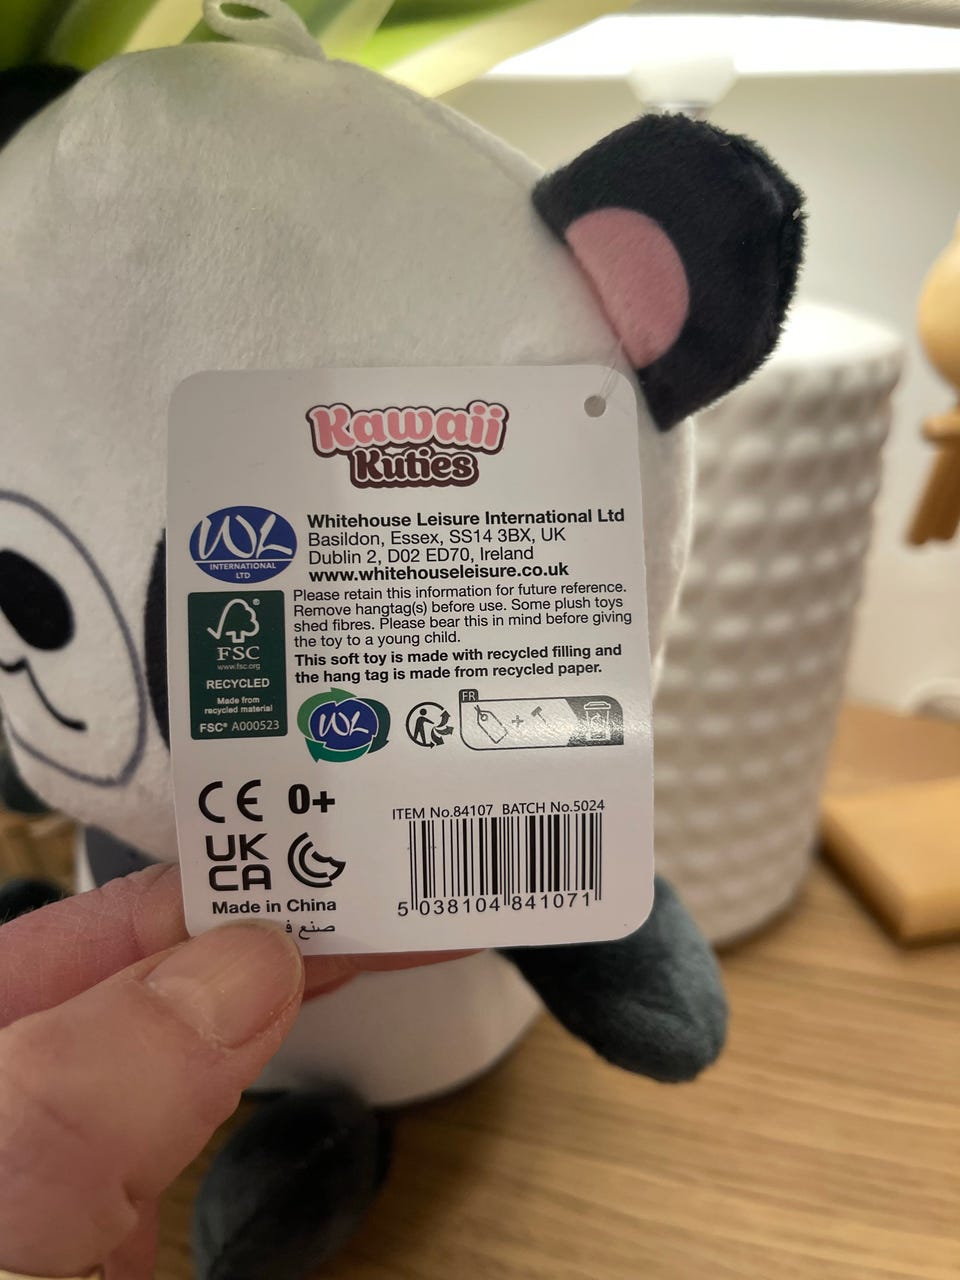 Kawaii
Kuties
WL
INTERNATIONAL
LTD
Whitehouse Leisure International Ltd
Basildon, Essex, SS14 3BX, UK
Dublin 2, D02 ED70, Ireland
www.whitehouseleisure.co.uk
Please retain this information for future reference.
Remove hangtag(s) before use. Some plush toys
shed fibres. Please bear this in mind before giving
the toy to a young child.
This soft toy is made with recycled filling and
the hang tag is made from recycled paper.
®
FSC
www.fsc.org
RECYCLED
Made from
recycled material
FSC® A000523
WL
FR
CE 0+
UK
CA
Made in China
صنع
ITEM No.84107 BATCH No.5024
5 038104 841071